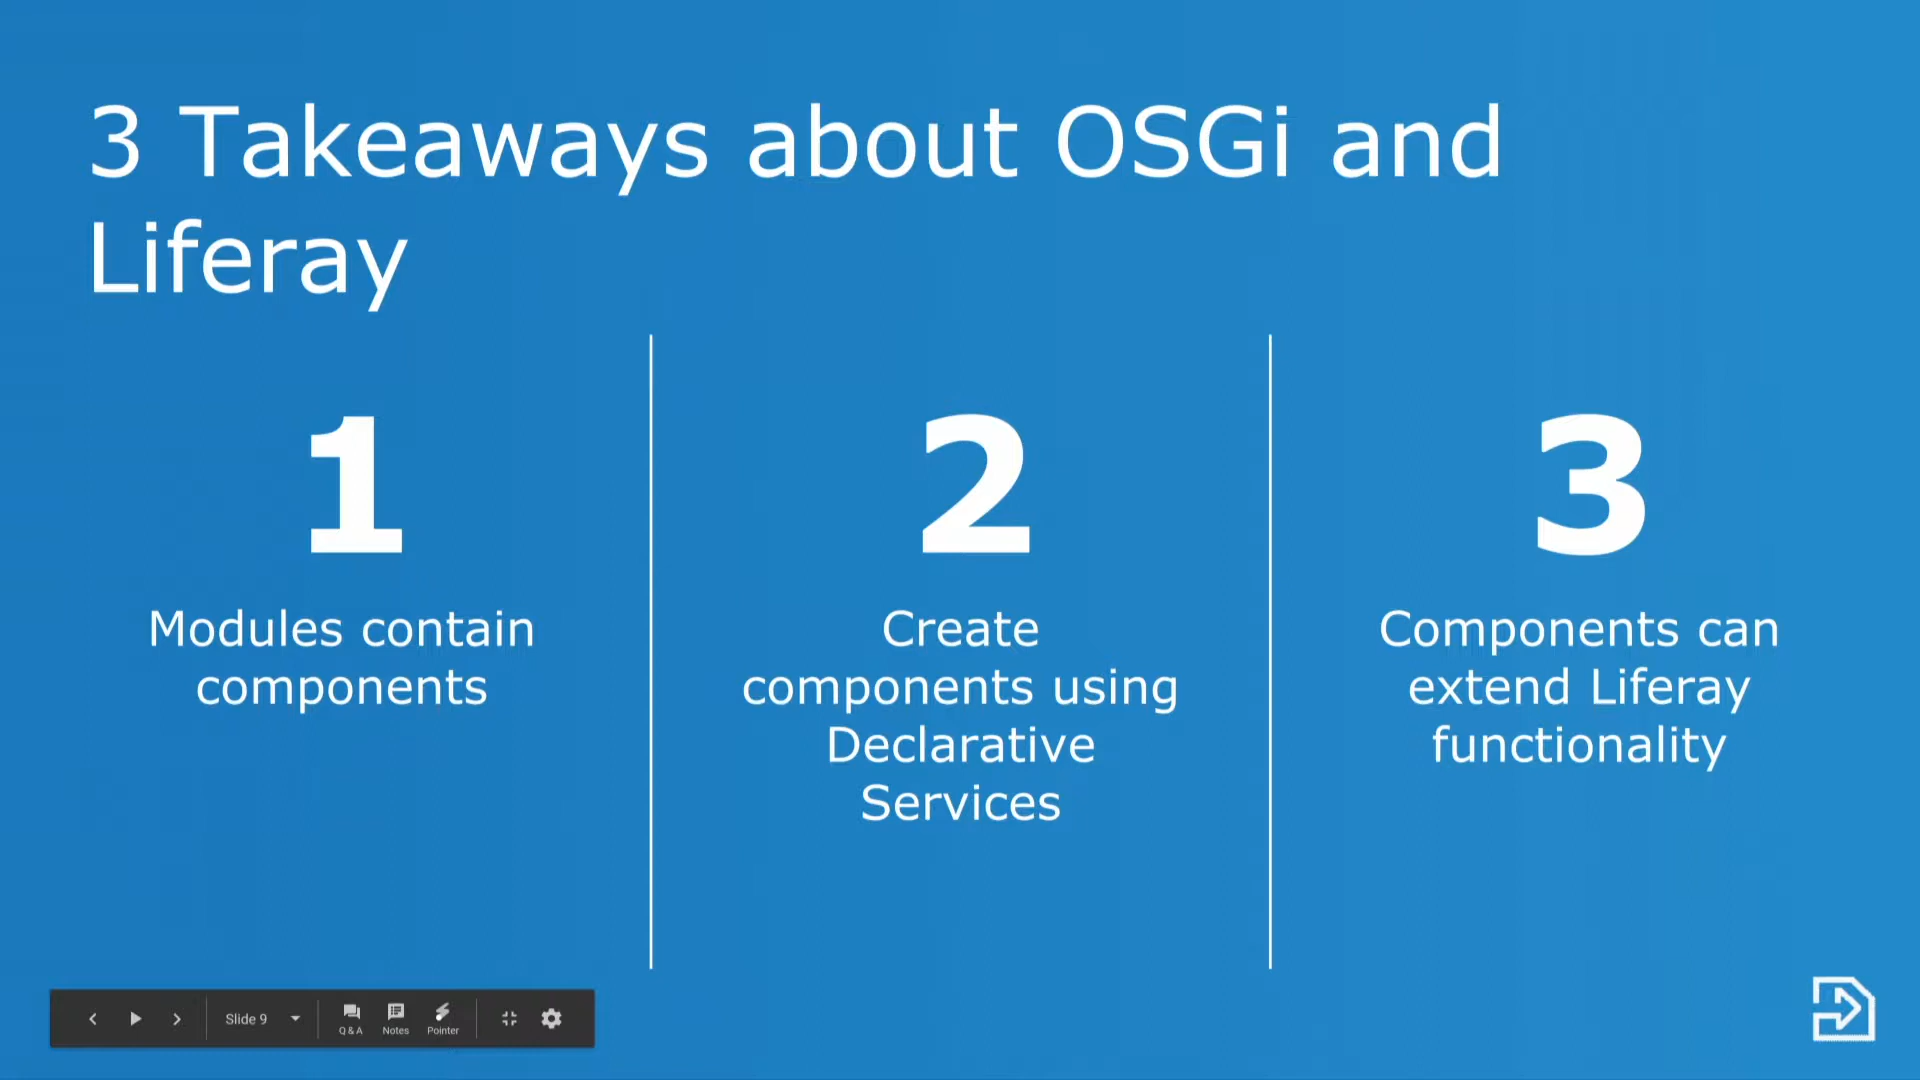 3 Takeaways about OSGi and
Liferay
1
Modules contain
components
2
Create
components using
Declarative
Services
3
Components can
extend Liferay
functionality
Slide 9
Q & A
Notes
Pointer